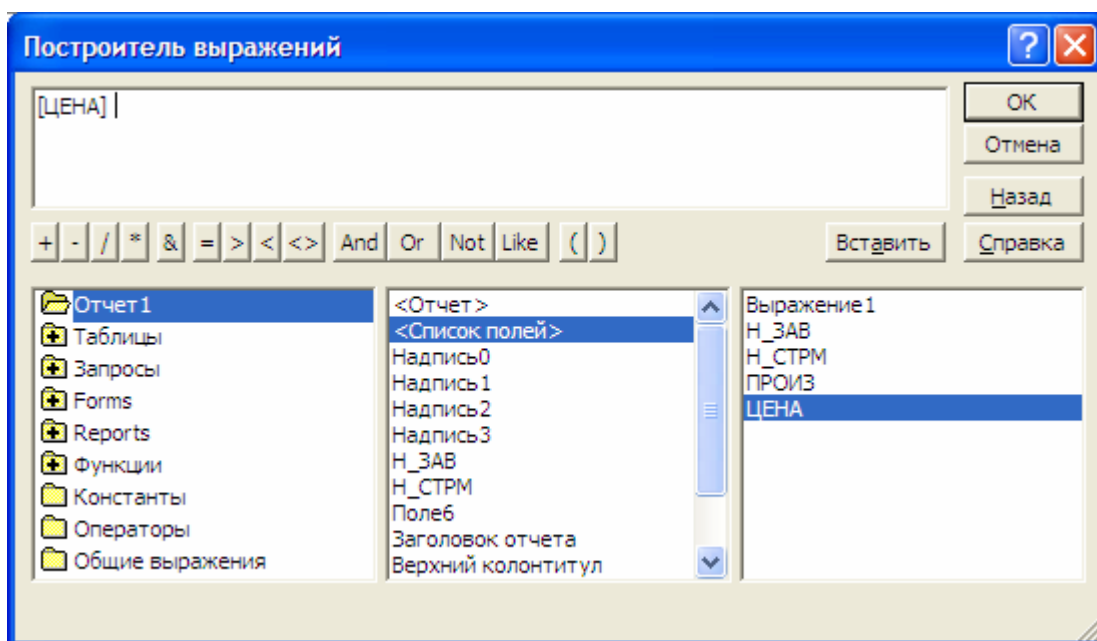 Построитель выражений
?
[ЦЕНА]
ОК
Отмена
Назад
+ - / * & = > < <> And Or Not Like ( ) Вставить Справка
Отчет1
Таблицы
Запросы
Forms
Reports
Функции
Константы
Операторы
Общие выражения
<Отчет>
<Список полей>
Надпись0
Надпись1
Надпись2
Надпись3
Н_ЗАВ
Н_СТРМ
Поле6
Заголовок отчета
Верхний колонтитул
Выражение1
Н_ЗАВ
Н_СТРМ
ПРОИЗ
ЦЕНА